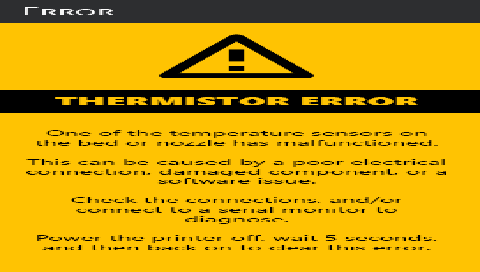 Error
THERMISTOR ERROR
One of the temperature sensors on
the bed or nozzle has malfunctioned.
This can be caused by a poor electrical
connection, damaged component, or a
software issue.
Check the connections, and/or
connect to a serial monitor to
diagnose.
Power the printer off, wait 5 seconds,
and then back on to clear this error.